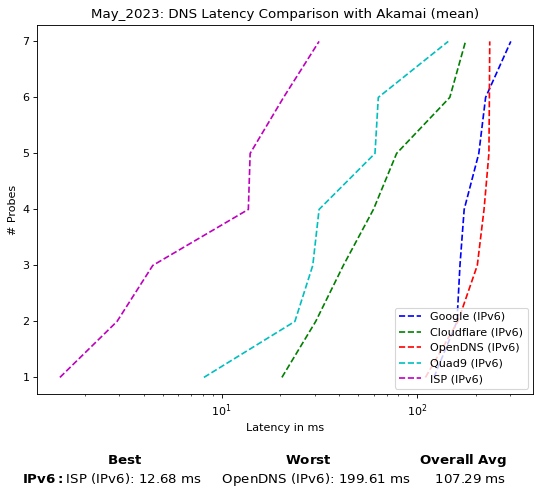 May_2023: DNS Latency Comparison with Akamai (mean)
7
6
5
4
3
2
1
# Probes
Google (IPv6)
Cloudflare (IPv6)
OpenDNS (IPv6)
Quad9 (IPv6)
ISP (IPv6)
10¹ 10²
Latency in ms
Best Worst Overall Avg
IPv6: ISP (IPv6): 12.68 ms OpenDNS (IPv6): 199.61 ms 107.29 ms